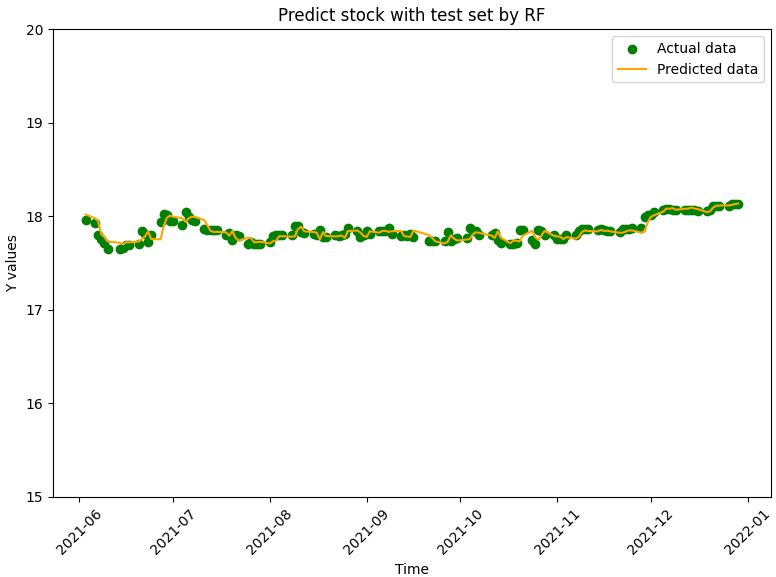 Predict stock with test set by RF
Actual data
Predicted data
Y values
20
19
18
17
16
15
2021-06
2021-07
2021-08
2021-09
2021-10
2021-11
2021-12
2022-01
Time